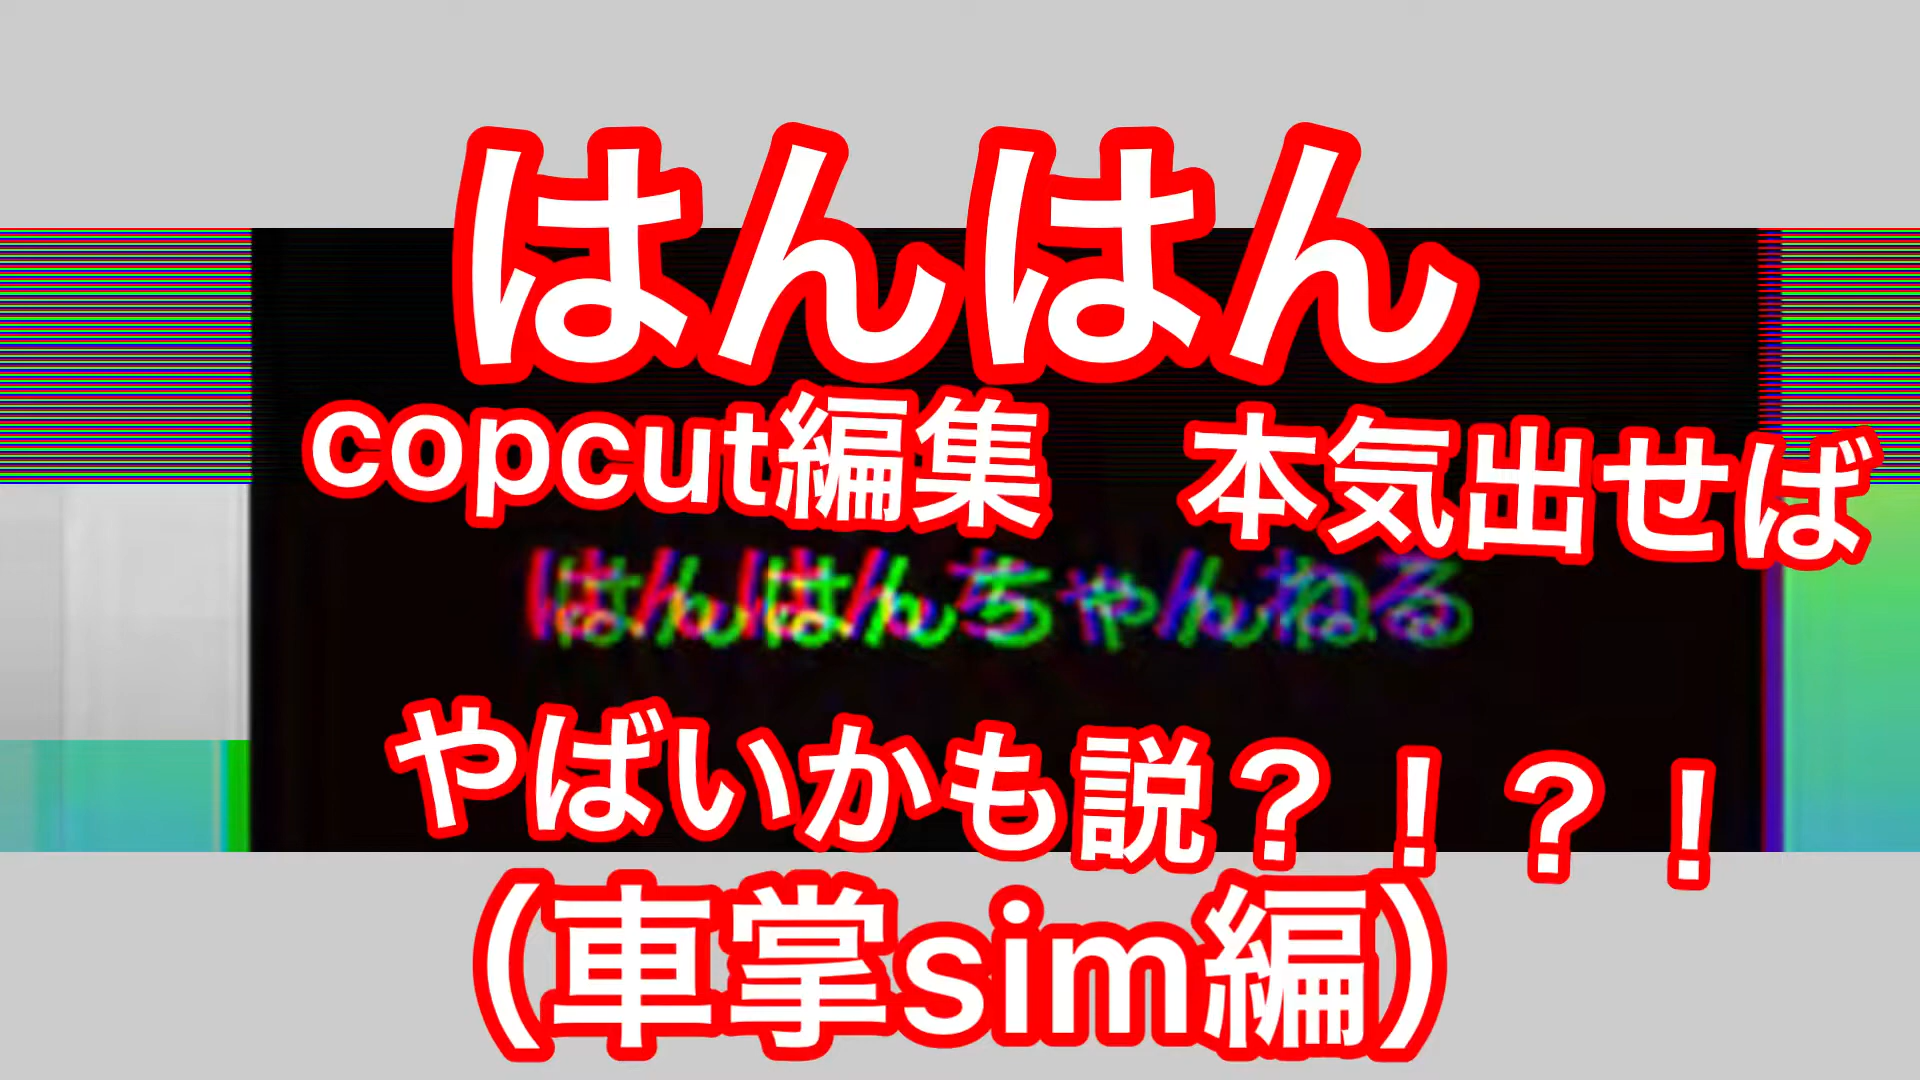 はんはん
copcut編集　本気出せば
はんはんちゃんねる
やばいかも説？！？！
（車掌sim編）